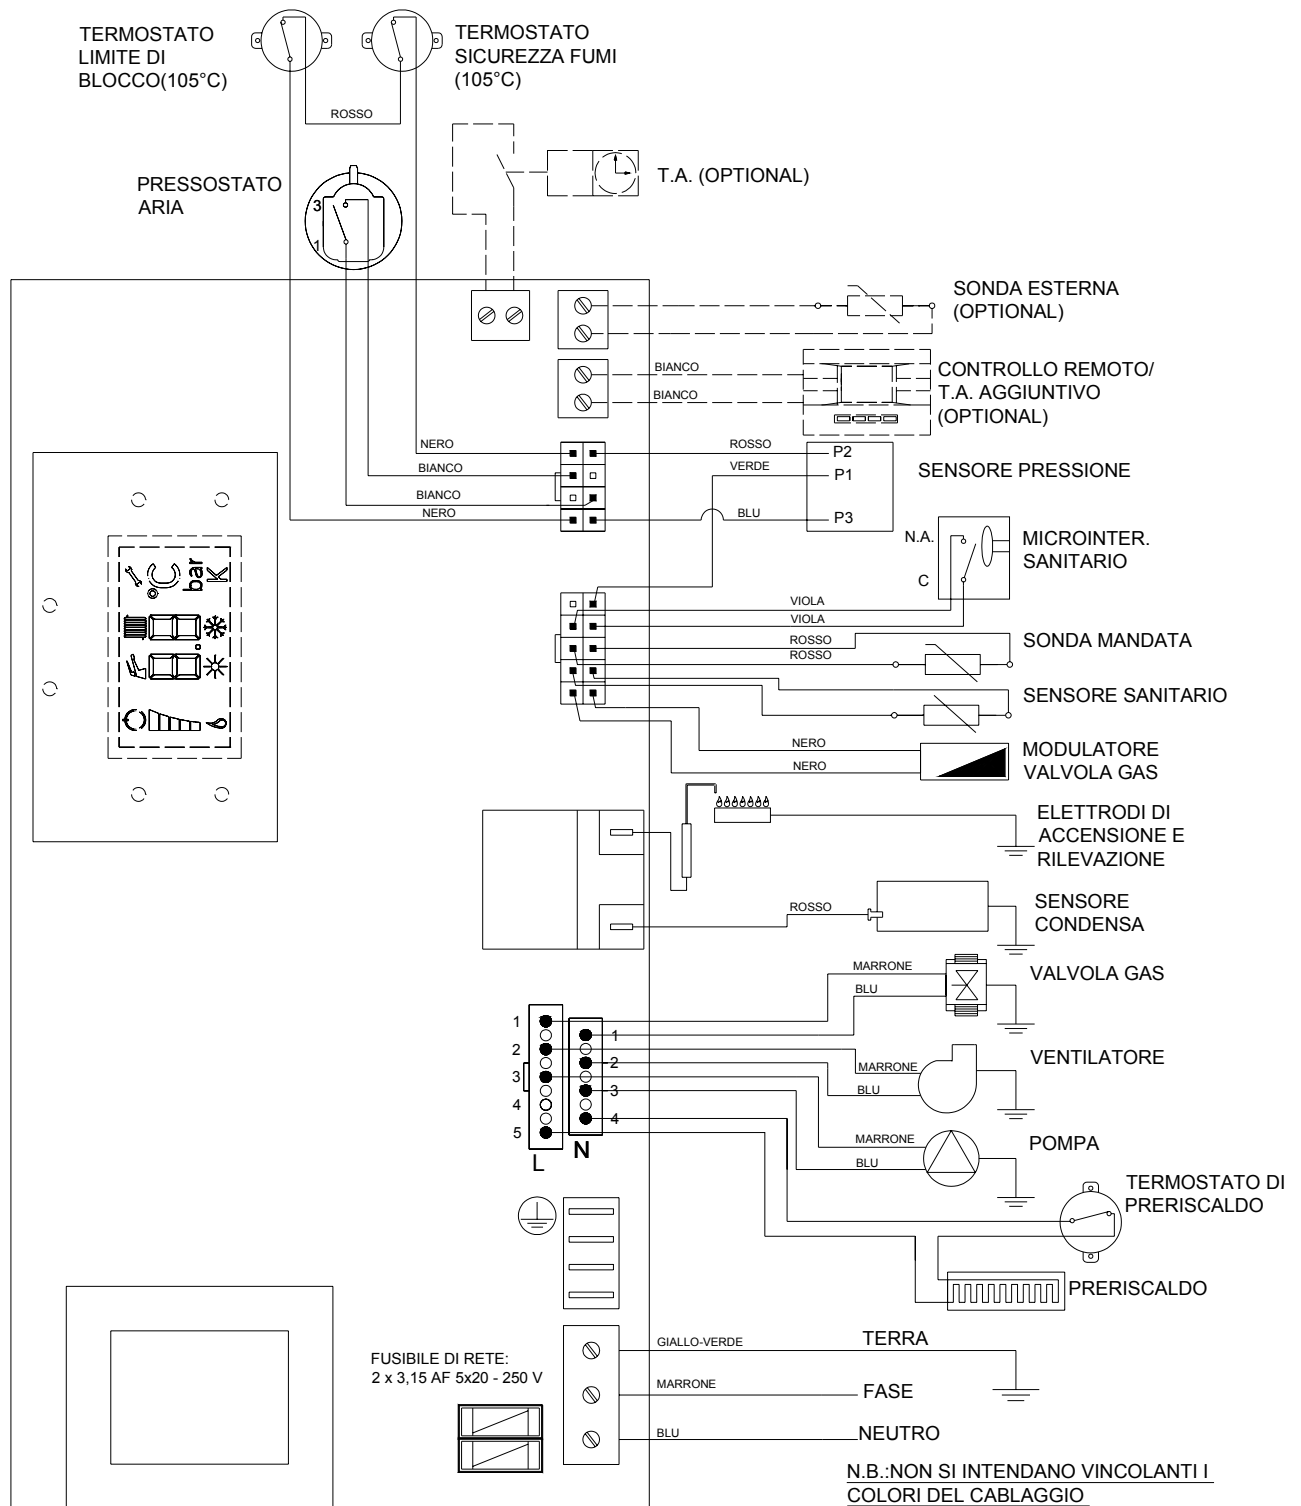 TERMOSTATO
LIMITE DI
BLOCCO(105°C)
TERMOSTATO
SICUREZZA FUMI
(105°C)
ROSSO
T.A. (OPTIONAL)
PRESSOSTATO
ARIA
3
1
SONDA ESTERNA
(OPTIONAL)
BIANCO
BIANCO
CONTROLLO REMOTO/
T.A. AGGIUNTIVO
(OPTIONAL)
NERO
BIANCO
BIANCO
NERO
ROSSO
VERDE
BLU
P2
P1
P3
SENSORE PRESSIONE
N.A.
C
MICROINTER.
SANITARIO
°C
bar
K
VIOLA
VIOLA
ROSSO
ROSSO
SONDA MANDATA
SENSORE SANITARIO
NERO
NERO
MODULATORE
VALVOLA GAS
ELETTRODI DI
ACCENSIONE E
RILEVAZIONE
ROSSO
SENSORE
CONDENSA
MARRONE
BLU
VALVOLA GAS
1
2
3
4
5
L
1
2
3
4
N
MARRONE
BLU
VENTILATORE
MARRONE
BLU
POMPA
TERMOSTATO DI
PRERISCALDO
PRERISCALDO
FUSIBILE DI RETE:
2 x 3,15 AF 5x20 - 250 V
GIALLO-VERDE
TERRA
MARRONE
FASE
BLU
NEUTRO
N.B.:NON SI INTENDANO VINCOLANTI I
COLORI DEL CABLAGGIO